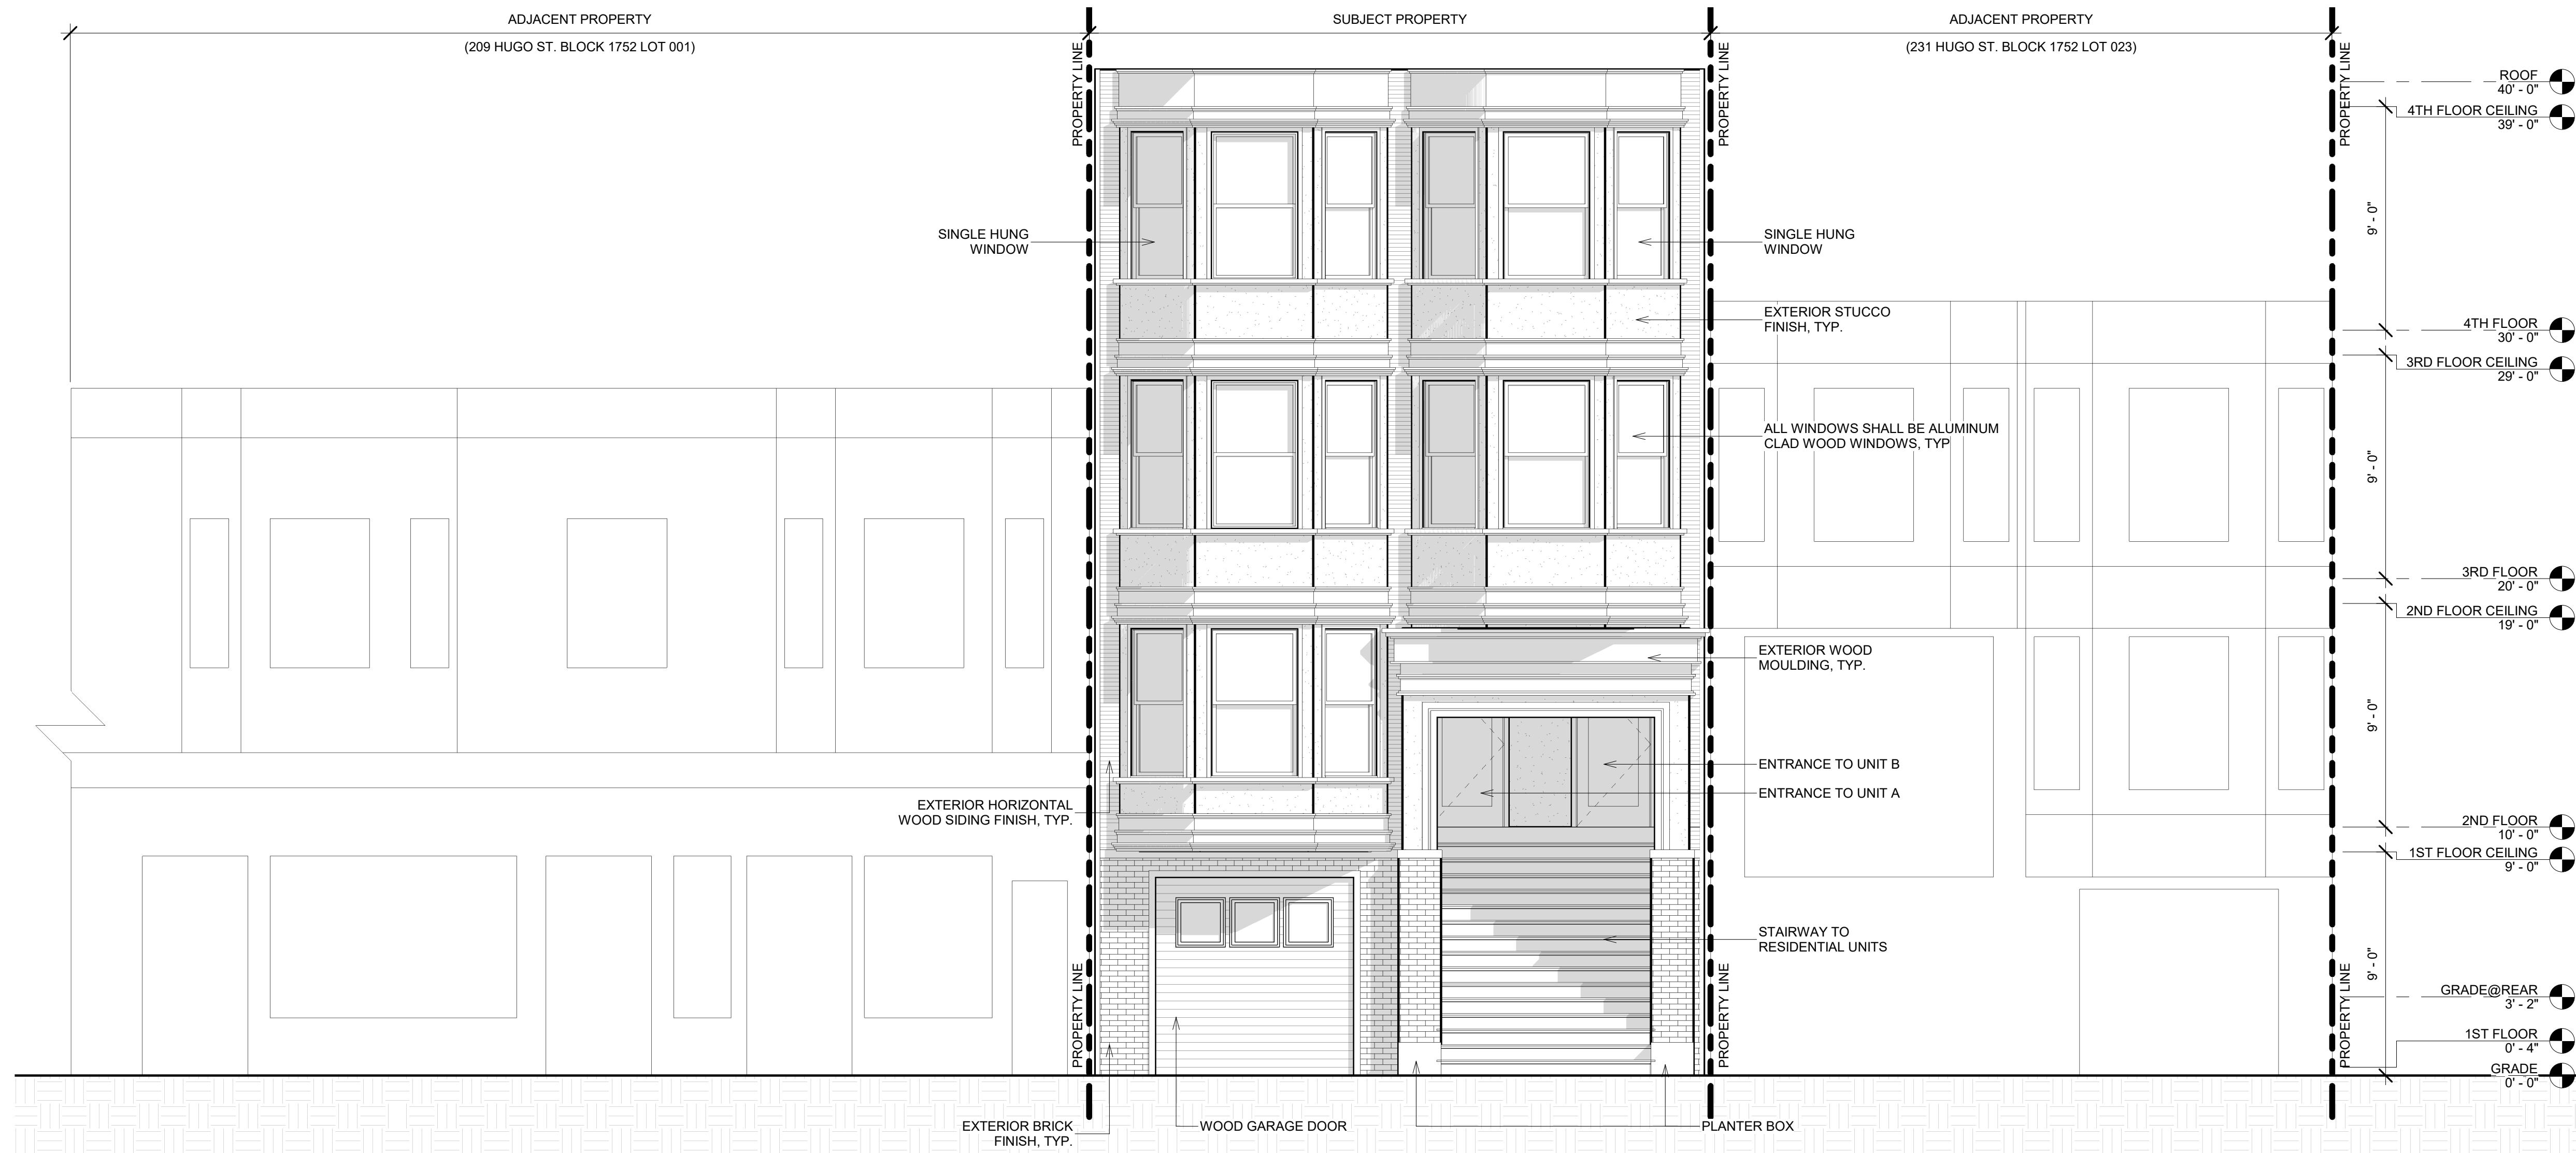 ADJACENT PROPERTY
(209 HUGO ST. BLOCK 1752 LOT 001)
SUBJECT PROPERTY
ADJACENT PROPERTY
(231 HUGO ST. BLOCK 1752 LOT 023)
PROPERTY LINE
PROPERTY LINE
PROPERTY LINE
ROOF
40' - 0"
4TH FLOOR CEILING
39' - 0"
9' - 0"
SINGLE HUNG
WINDOW
SINGLE HUNG
WINDOW
EXTERIOR STUCCO
FINISH, TYP.
4TH FLOOR
30' - 0"
3RD FLOOR CEILING
29' - 0"
ALL WINDOWS SHALL BE ALUMINUM
CLAD WOOD WINDOWS, TYP
9' - 0"
3RD FLOOR
20' - 0"
2ND FLOOR CEILING
19' - 0"
EXTERIOR WOOD
MOULDING, TYP.
9' - 0"
ENTRANCE TO UNIT B
ENTRANCE TO UNIT A
EXTERIOR HORIZONTAL
WOOD SIDING FINISH, TYP.
2ND FLOOR
10' - 0"
1ST FLOOR CEILING
9' - 0"
STAIRWAY TO
RESIDENTIAL UNITS
9' - 0"
PROPERTY LINE
PROPERTY LINE
PROPERTY LINE
GRADE@REAR
3' - 2"
1ST FLOOR
0' - 4"
GRADE
0' - 0"
EXTERIOR BRICK
FINISH, TYP.
WOOD GARAGE DOOR
PLANTER BOX